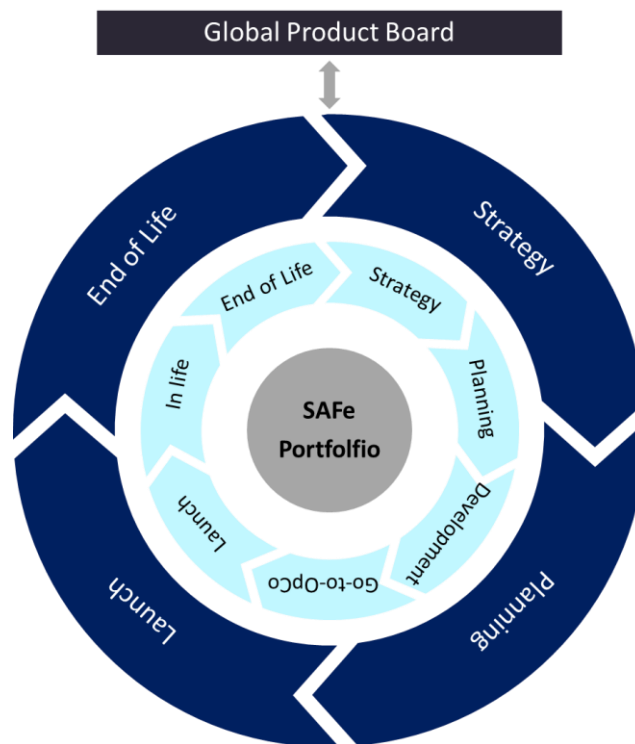 Global Product Board
Strategy
Planning
Launch
End of Life
Strategy
Planning
Development
Go-to-OpCo
Launch
In life
End of Life
SAFe
Portfolfio